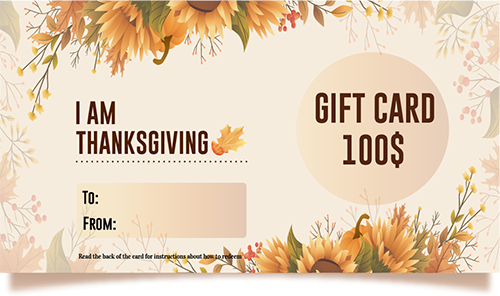 I AM
THANKSGIVING
GIFT CARD
100$
To:
From:
Read the back of the card for instructions about how to redeem